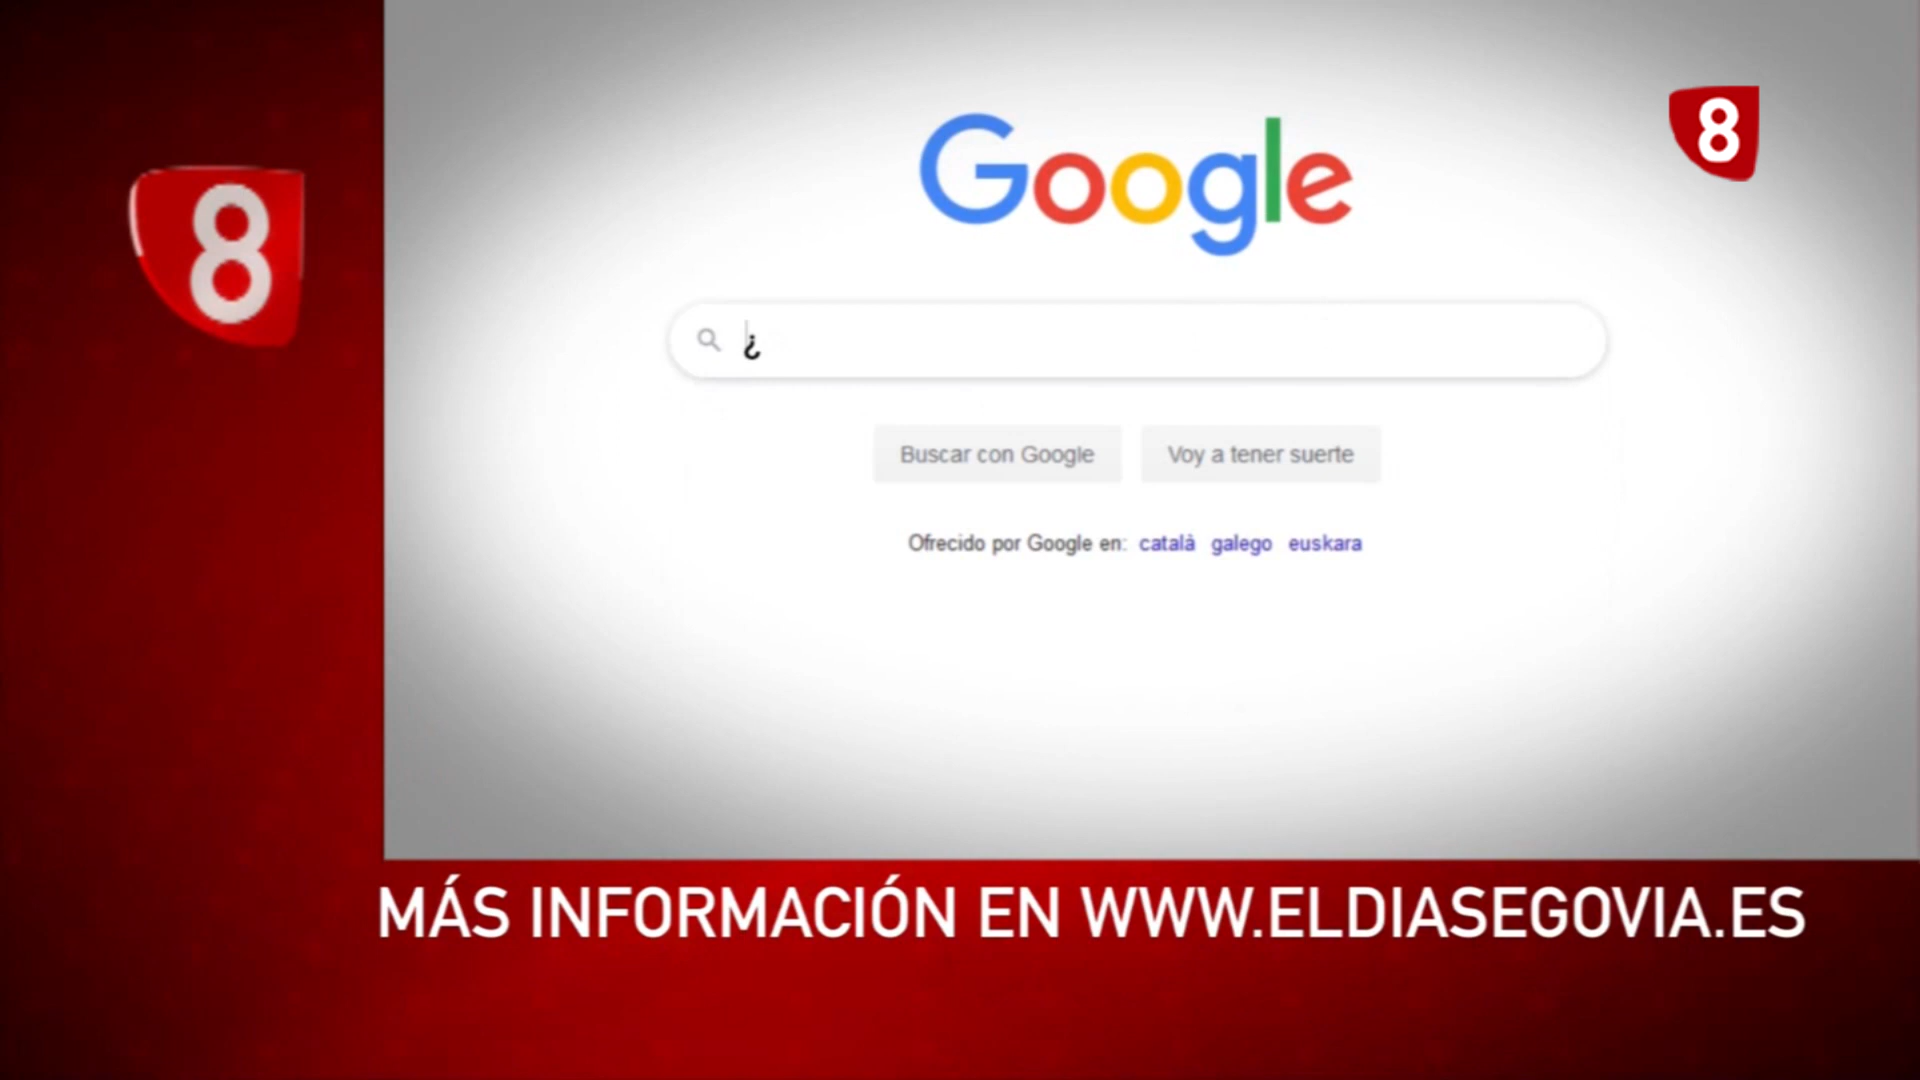 8
Google
8
¿
Buscar con Google Voy a tener suerte
Ofrecido por Google en: català galego euskara
MÁS INFORMACIÓN EN WWW.ELDIASEGOVIA.ES